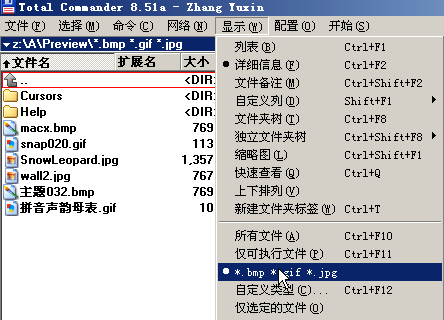 Total Commander 8.51a - Zhang Yuxin
文件(F) 选择(M) 命令(C) 网络(N) 显示(W) 配置(O) 开始(S)
z:\A\Preview\*.bmp *.gif *.jpg
文件名 扩展名 大小
.. <DIR>
Cursors <DIR>
Help <DIR>
macx.bmp 769
snap020.gif 113
SnowLeopard.jpg 1,357
wall2.jpg 767
主题032.bmp 769
拼音声韵母表.gif 10
列表(B) Ctrl+F1
详细信息(F) Ctrl+F2
文件备注(M) Ctrl+Shift+F2
自定义列(D) Shift+F1
文件夹树(T) Ctrl+F8
独立文件夹树 Ctrl+Shift+F8
缩略图(L) Ctrl+Shift+F1
快速查看(Q) Ctrl+Q
上下排列(V)
新建文件夹标签(W) Ctrl+T
所有文件(A) Ctrl+F10
仅可执行文件(P) Ctrl+F11
*.bmp *.gif *.jpg
自定义类型(C)... Ctrl+F12
仅选定的文件(O)